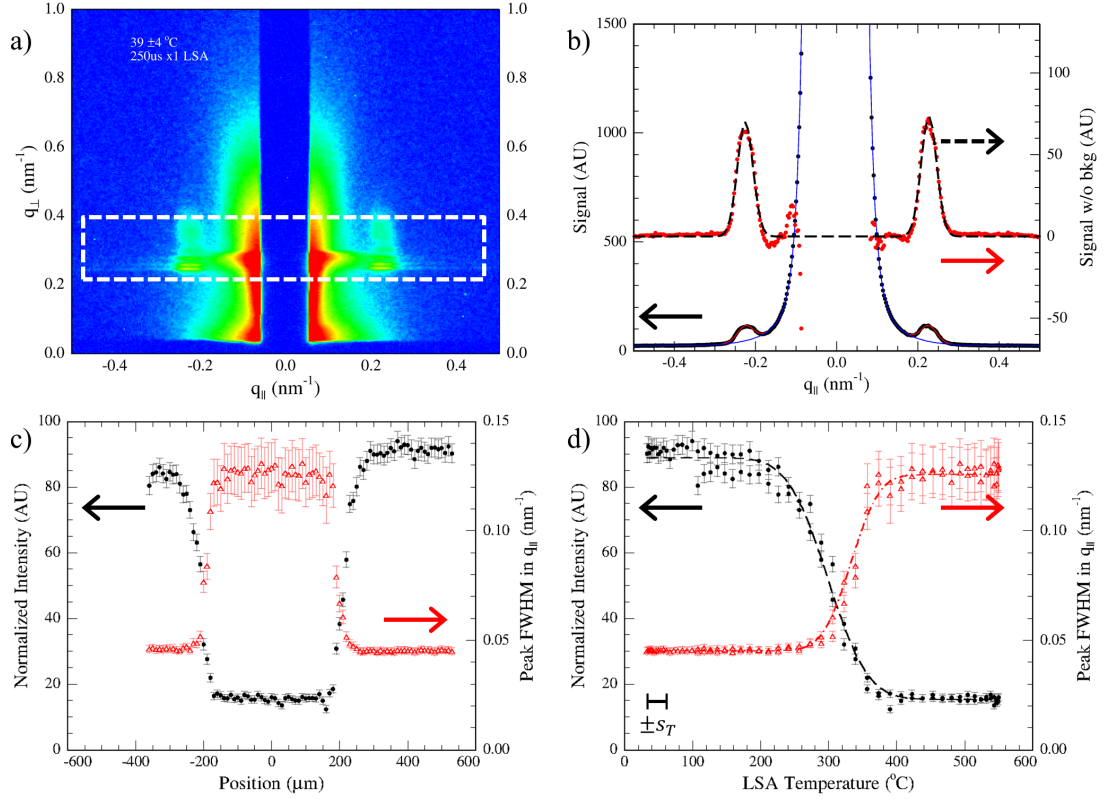 a)
39 ±4 °C
250us x1 LSA
q⊥ (nm⁻¹)
1.0
0.8
0.6
0.4
0.2
0.0
1.0
0.8
0.6
0.4
0.2
0.0
-0.4 -0.2 0.0 0.2 0.4
q∥ (nm⁻¹)
b)
Signal (AU)
1500
1000
500
0
100
50
0
-50
Signal w/o bkg (AU)
-0.4 -0.2 0.0 0.2 0.4
q∥ (nm⁻¹)
c)
Normalized Intensity (AU)
100
80
60
40
20
0
0.15
0.10
0.05
0.00
Peak FWHM in q∥ (nm⁻¹)
-600 -400 -200 0 200 400 600
Position (μm)
d)
Normalized Intensity (AU)
100
80
60
40
20
0
±s_T
0.15
0.10
0.05
0.00
Peak FWHM in q∥ (nm⁻¹)
0 100 200 300 400 500 600
LSA Temperature (°C)